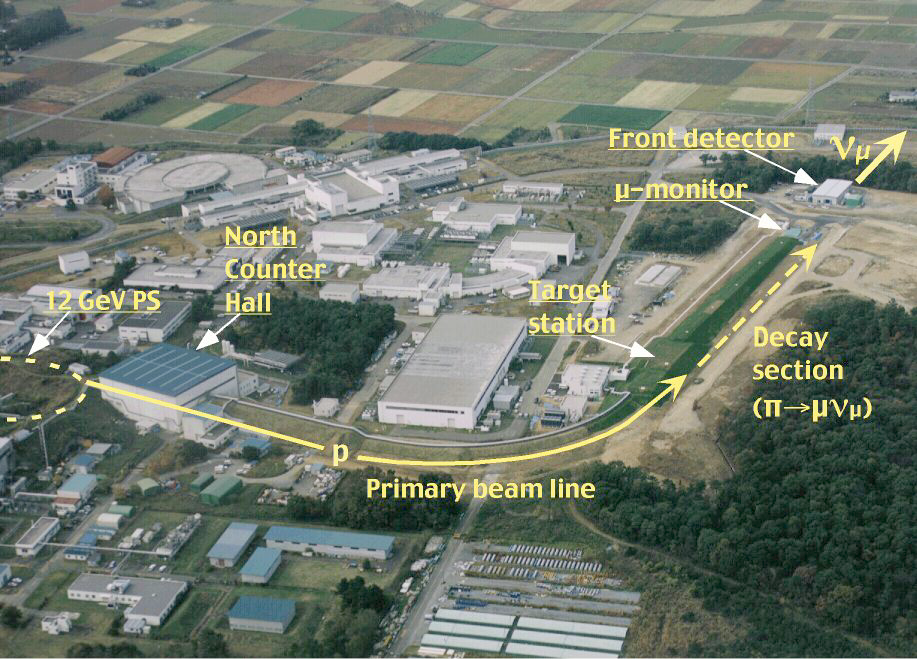 Front detector
νμ
μ-monitor
North
Counter
Hall
12 GeV PS
Target
station
Decay
section
(π→μνμ)
p
Primary beam line